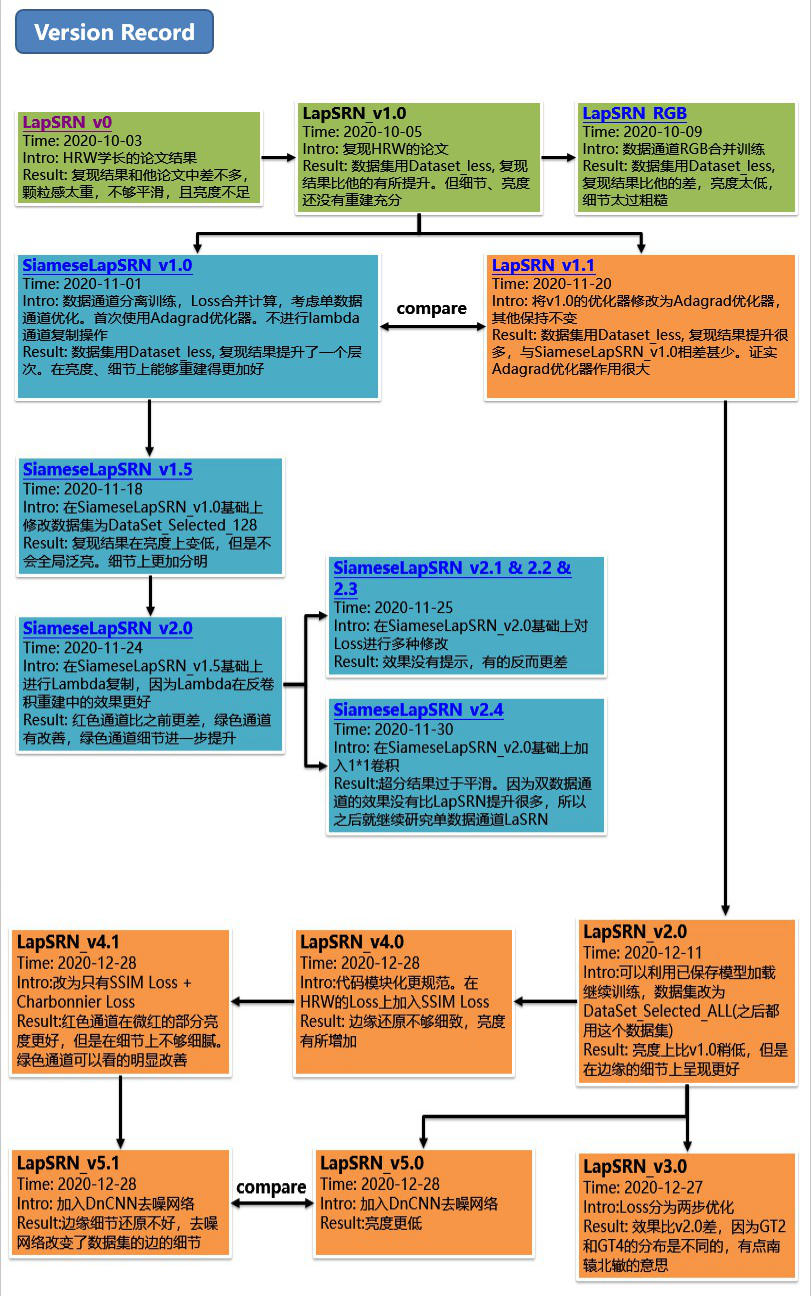 Version Record
LapSRN_v0
Time: 2020-10-03
Intro: HRW学长的论文结果
Result: 复现结果和他论文中差不多，
颗粒感太重，不够平滑，且亮度不足
LapSRN_v1.0
Time: 2020-10-05
Intro: 复现HRW的论文
Result: 数据集用Dataset_less, 复现
结果比他的有所提升。但细节、亮度
还没有重建充分
LapSRN_RGB
Time: 2020-10-09
Intro: 数据通道RGB合并训练
Result: 数据集用Dataset_less,
复现结果比他的差，亮度太低，
细节太过粗糙
SiameseLapSRN_v1.0
Time: 2020-11-01
Intro: 数据通道分离训练，Loss合并计算，考虑单数据
通道优化。首次使用Adagrad优化器。不进行lambda
通道复制操作
Result: 数据集用Dataset_less, 复现结果提升了一个层
次。在亮度、细节上能够重建得更加好
compare
LapSRN_v1.1
Time: 2020-11-20
Intro: 将v1.0的优化器修改为Adagrad优化器，
其他保持不变
Result: 数据集用Dataset_less, 复现结果提升很
多，与SiameseLapSRN_v1.0相差甚少。证实
Adagrad优化器作用很大
SiameseLapSRN_v1.5
Time: 2020-11-18
Intro: 在SiameseLapSRN_v1.0基础上
修改数据集为DataSet_Selected_128
Result: 复现结果在亮度上变低，但是不
会全局泛亮。细节上更加分明
SiameseLapSRN_v2.0
Time: 2020-11-24
Intro: 在SiameseLapSRN_v1.5基础上
进行Lambda复制，因为Lambda在反卷
积重建中的效果更好
Result: 红色通道比之前更差，绿色通道
有改善，绿色通道细节进一步提升
SiameseLapSRN_v2.1 & 2.2 &
2.3
Time: 2020-11-25
Intro: 在SiameseLapSRN_v2.0基础上对
Loss进行多种修改
Result: 效果没有提示，有的反而更差
SiameseLapSRN_v2.4
Time: 2020-11-30
Intro: 在SiameseLapSRN_v2.0基础上加
入1*1卷积
Result:超分结果过于平滑。因为双数据通
道的效果没有比LapSRN提升很多，所以
之后就继续研究单数据通道LaSRN
LapSRN_v4.1
Time: 2020-12-28
Intro:改为只有SSIM Loss +
Charbonnier Loss
Result:红色通道在微红的部分亮
度更好，但是在细节上不够细腻。
绿色通道可以看的明显改善
LapSRN_v4.0
Time: 2020-12-28
Intro:代码模块化更规范。在
HRW的Loss上加入SSIM Loss
Result: 边缘还原不够细致，亮度
有所增加
LapSRN_v2.0
Time: 2020-12-11
Intro:可以利用已保存模型加载
继续训练，数据集改为
DataSet_Selected_ALL(之后都
用这个数据集)
Result: 亮度上比v1.0稍低，但是
在边缘的细节上呈现更好
LapSRN_v5.1
Time: 2020-12-28
Intro: 加入DnCNN去噪网络
Result:边缘细节还原不好，去噪
网络改变了数据集的边的细节
compare
LapSRN_v5.0
Time: 2020-12-28
Intro: 加入DnCNN去噪网络
Result:亮度更低
LapSRN_v3.0
Time: 2020-12-27
Intro:Loss分为两步优化
Result: 效果比v2.0差，因为GT2
和GT4的分布是不同的，有点南
辕北辙的意思